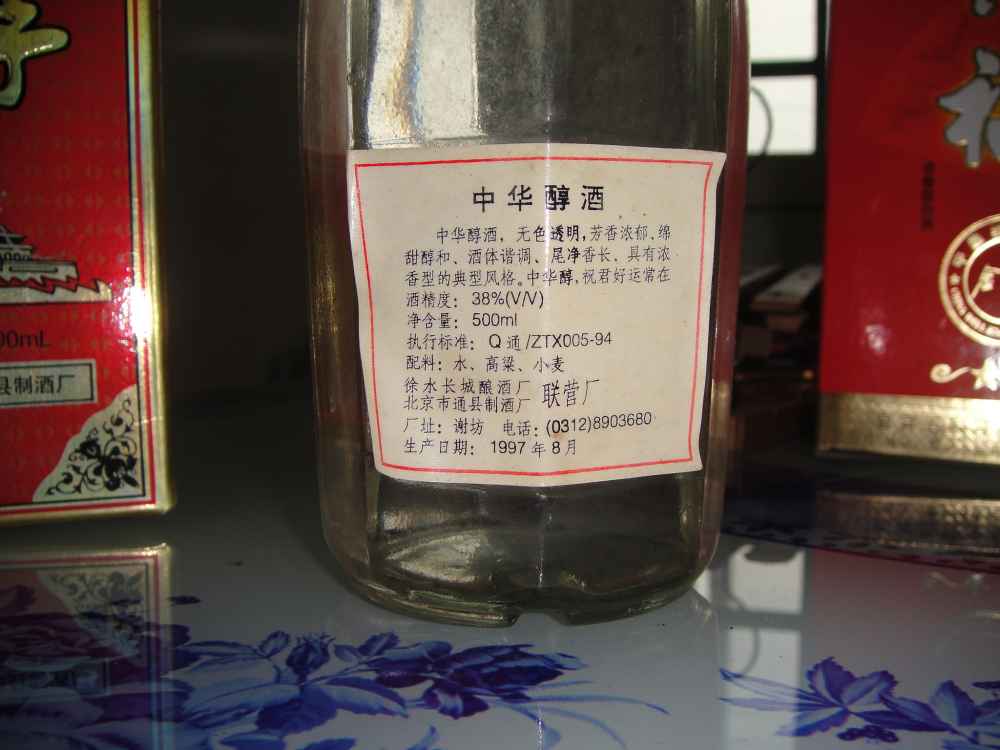 中华醇酒
中华醇酒，无色透明，芳香浓郁、绵
甜醇和、酒体谐调、尾净香长、具有浓
香型的典型风格。中华醇，祝君好运常在
酒精度：38%(V/V)
净含量：500ml
执行标准：Q通/ZTX005-94
配料：水、高粱、小麦
徐水长城酿酒厂
北京市通县制酒厂
联营厂
厂址：谢坊 电话：(0312)8903680
生产日期：1997年8月
00mL
县制酒厂
福